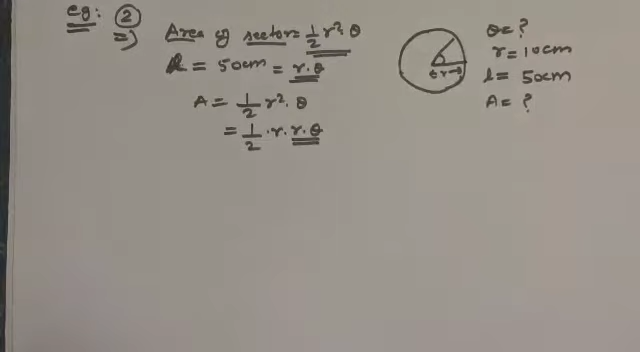 eg: 2
=> Area of sector = 1/2 r². θ
l = 50cm = r.θ
A = 1/2 r². θ
= 1/2 . r. r.θ
θ = ?
r = 10cm
l = 50cm
A = ?
r